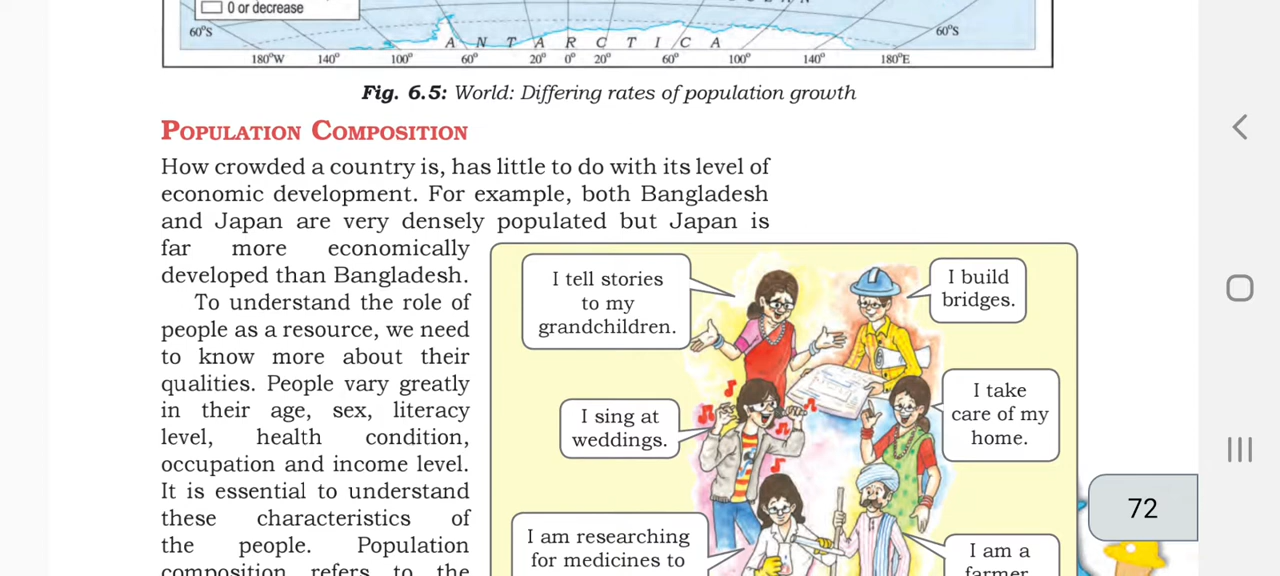 0 or decrease
60°S
60°S
A N T A R C T I C A
180°W 140° 100° 60° 20° 0° 20° 60° 100° 140° 180°E
Fig. 6.5: World: Differing rates of population growth
POPULATION COMPOSITION
How crowded a country is, has little to do with its level of
economic development. For example, both Bangladesh
and Japan are very densely populated but Japan is
far more economically
developed than Bangladesh.
To understand the role of
people as a resource, we need
to know more about their
qualities. People vary greatly
in their age, sex, literacy
level, health condition,
occupation and income level.
It is essential to understand
these characteristics of
the people. Population
composition refers to the
I tell stories
to my
grandchildren.
I build
bridges.
I sing at
weddings.
I take
care of my
home.
I am researching
for medicines to
I am a
farmer
72